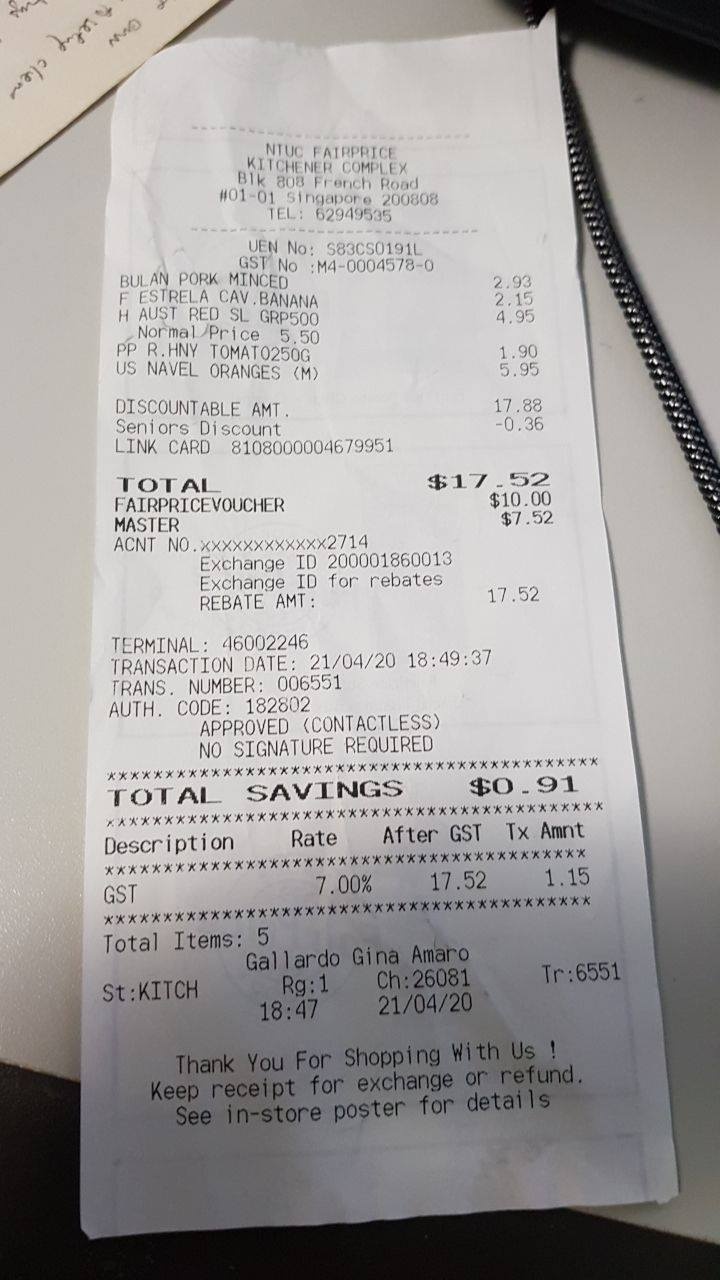 NTUC FAIRPRICE
KITCHENER COMPLEX
Blk 808 French Road
#01-01 Singapore 200808
TEL: 62949535
UEN No: S83CS0191L
GST No :M4-0004578-0
BULAN PORK MINCED 2.93
F ESTRELA CAV.BANANA 2.15
H AUST RED SL GRP500 4.95
Normal Price 5.50
PP R.HNY TOMATO250G 1.90
US NAVEL ORANGES (M) 5.95
DISCOUNTABLE AMT. 17.88
Seniors Discount -0.36
LINK CARD 8108000004679951
TOTAL $17.52
FAIRPRICEVOUCHER $10.00
MASTER $7.52
ACNT NO.xxxxxxxxxxxx2714
Exchange ID 200001860013
Exchange ID for rebates
REBATE AMT: 17.52
TERMINAL: 46002246
TRANSACTION DATE: 21/04/20 18:49:37
TRANS. NUMBER: 006551
AUTH. CODE: 182802
APPROVED (CONTACTLESS)
NO SIGNATURE REQUIRED
TOTAL SAVINGS $0.91
Description Rate After GST Tx Amnt
GST 7.00% 17.52 1.15
Total Items: 5
Gallardo Gina Amaro
St:KITCH Rg:1 Ch:26081 Tr:6551
18:47 21/04/20
Thank You For Shopping With Us !
Keep receipt for exchange or refund.
See in-store poster for details